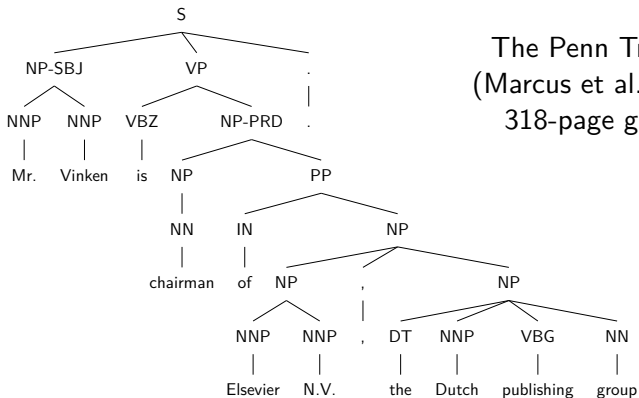 S
NP-SBJ VP .
The Penn Tr
(Marcus et al.
NNP NNP VBZ NP-PRD .
318-page g
Mr. Vinken is NP PP
NN IN NP
chairman of NP , NP
NNP NNP , DT NNP VBG NN
Elsevier N.V. the Dutch publishing group